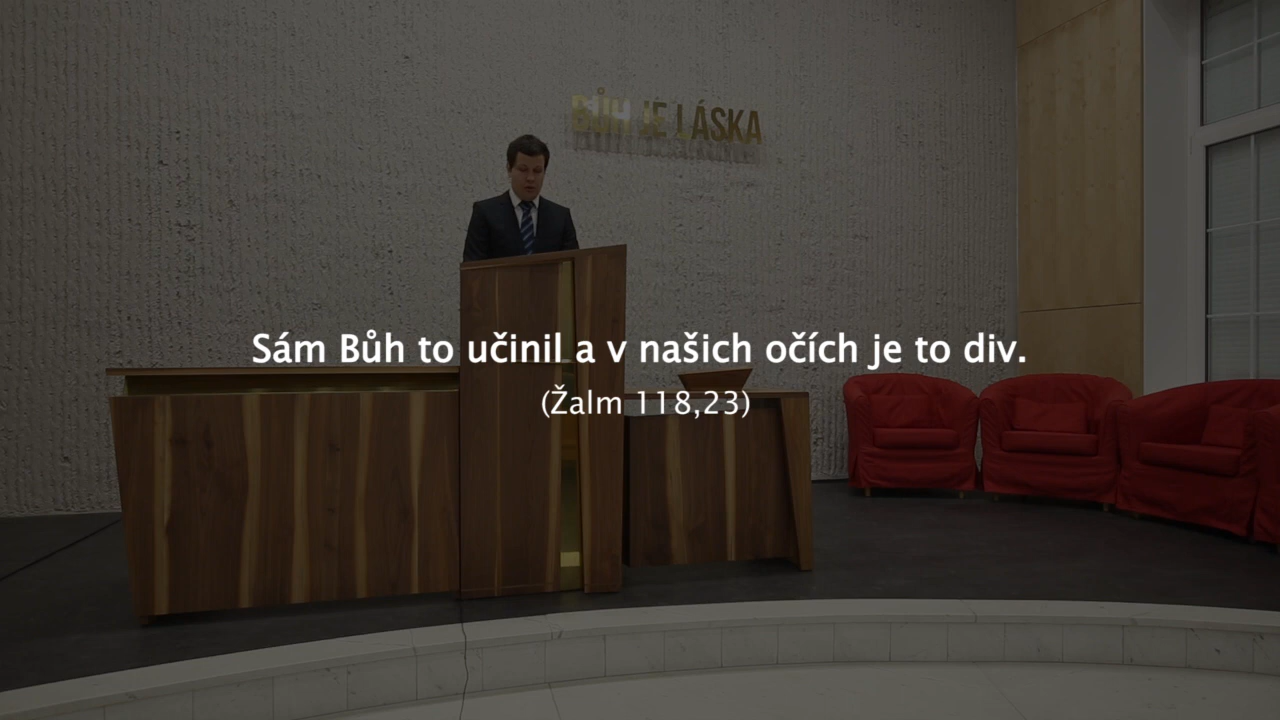 BŮH JE LÁSKA
Sám Bůh to učinil a v našich očích je to div.
(Žalm 118,23)